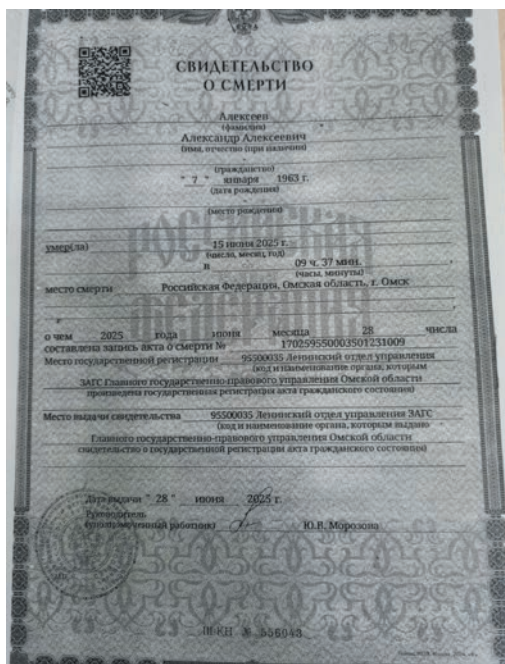 СВИДЕТЕЛЬСТВО
О СМЕРТИ
Алексеев
(фамилия)
Александр Алексеевич
(имя, отчество (при наличии)
(гражданство)
" 7 " января 1963 г.
(дата рождения)
(место рождения)
умер(ла) 15 июня 2025 г.
(число, месяц, год)
в 09 ч. 37 мин.
(часы, минуты)
место смерти Российская Федерация, Омская область, г. Омск
РОССИЙСКАЯ
ФЕДЕРАЦИЯ
о чем 2025 года июня месяца 28 числа
составлена запись акта о смерти № 170259550003501231009
Место государственной регистрации 95500035 Ленинский отдел управления
(код и наименование органа, которым
ЗАГС Главного государственно-правового управления Омской области
произведена государственная регистрация акта гражданского состояния)
Место выдачи свидетельства 95500035 Ленинский отдел управления ЗАГС
(код и наименование органа, которым выдано
Главного государственно-правового управления Омской области
свидетельство о государственной регистрации акта гражданского состояния)
Дата выдачи " 28 " июня 2025 г.
Руководитель
(уполномоченный работник) Ю.В. Морозова
№ 556043